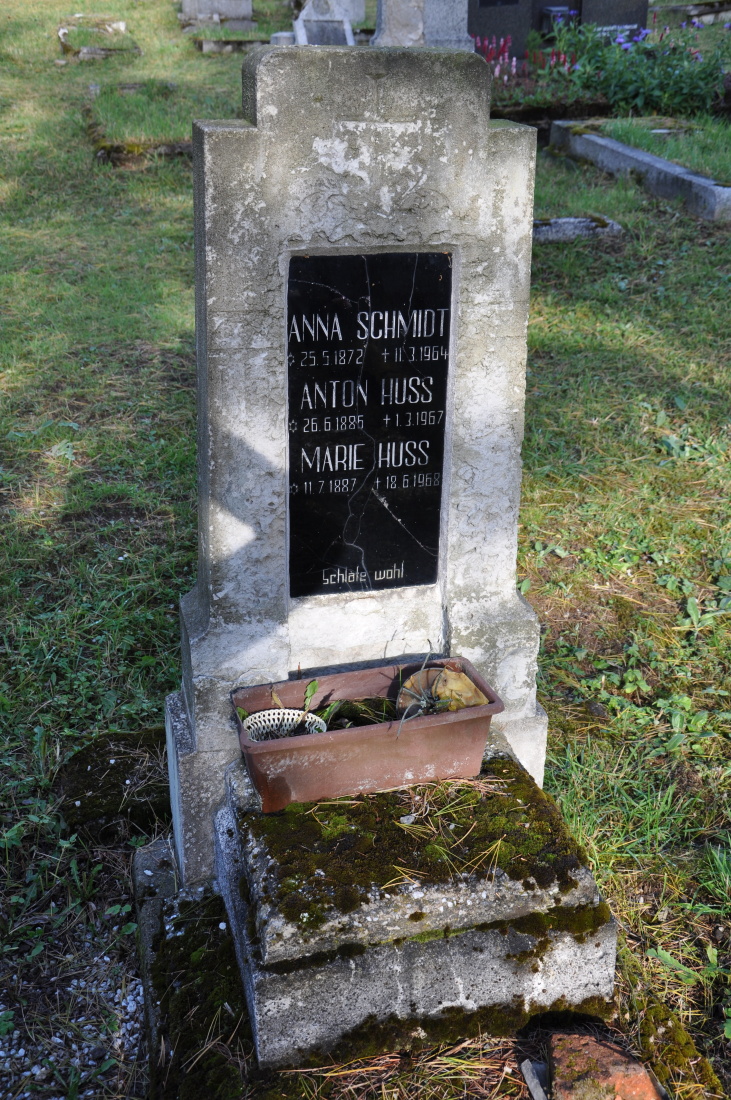 ANNA SCHMIDT
* 25.5.1872 † 11.3.1964
ANTON HUSS
* 26.6.1885 † 1.3.1967
MARIE HUSS
* 11.7.1887 † 18.6.1968
Schlafe wohl